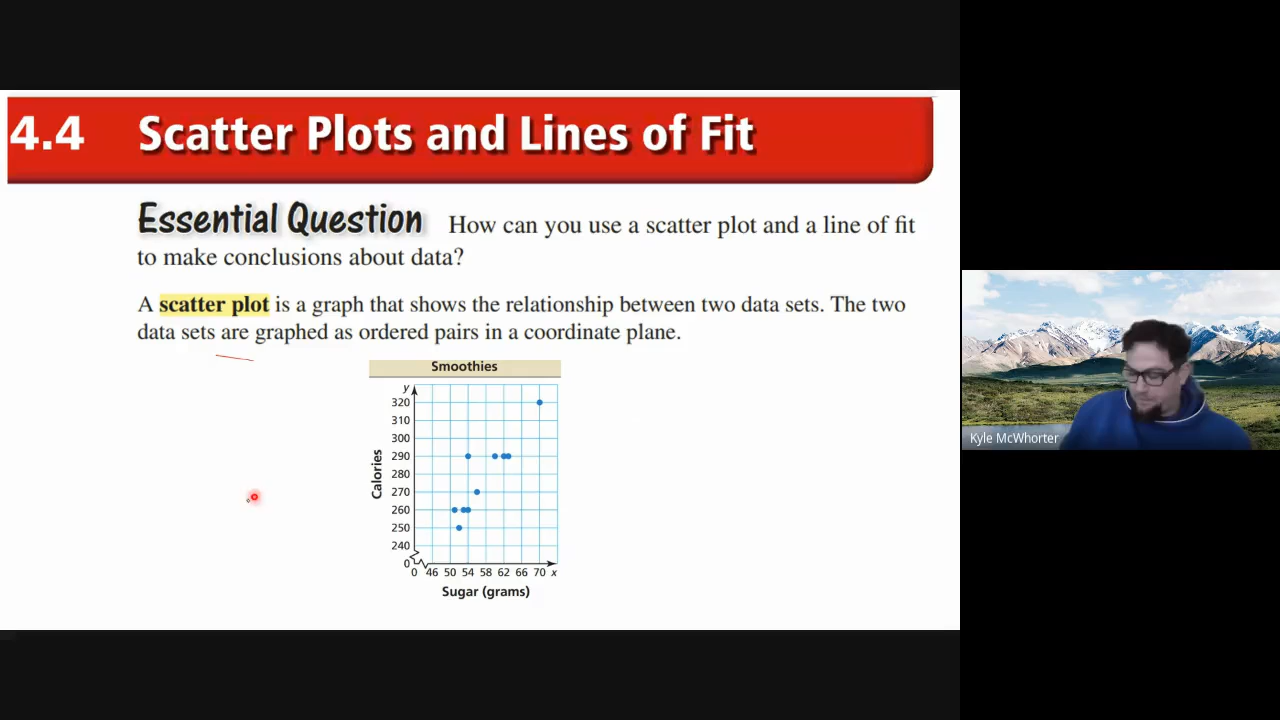 4.4 Scatter Plots and Lines of Fit
Essential Question How can you use a scatter plot and a line of fit
to make conclusions about data?
A scatter plot is a graph that shows the relationship between two data sets. The two
data sets are graphed as ordered pairs in a coordinate plane.
Smoothies
y
320
310
300
290
280
270
260
250
240
0
Calories
0 46 50 54 58 62 66 70 x
Sugar (grams)
Kyle McWhorter